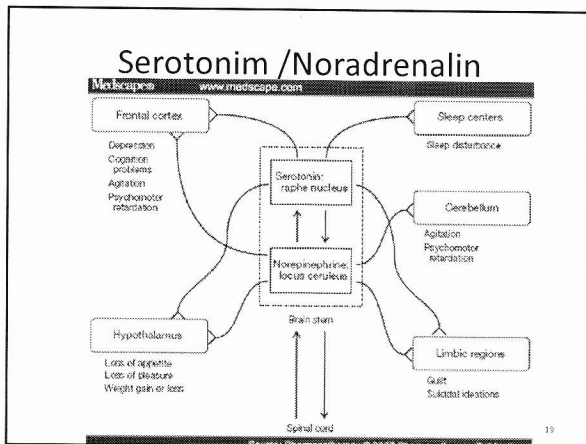 Serotonim /Noradrenalin
Medscape®
www.medscape.com
Frontal cortex
Depression
Cognition
problems
Agitation
Psychomotor
retardation
Sleep centers
Sleep disturbance
Serotonin:
raphe nucleus
Cerebellum
Agitation
Psychomotor
retardation
Norepinephrine:
locus ceruleus
Brain stem
Hypothalamus
Loss of appetite
Loss of pleasure
Weight gain or loss
Limbic regions
Guilt
Suicidal ideations
Spinal cord
19